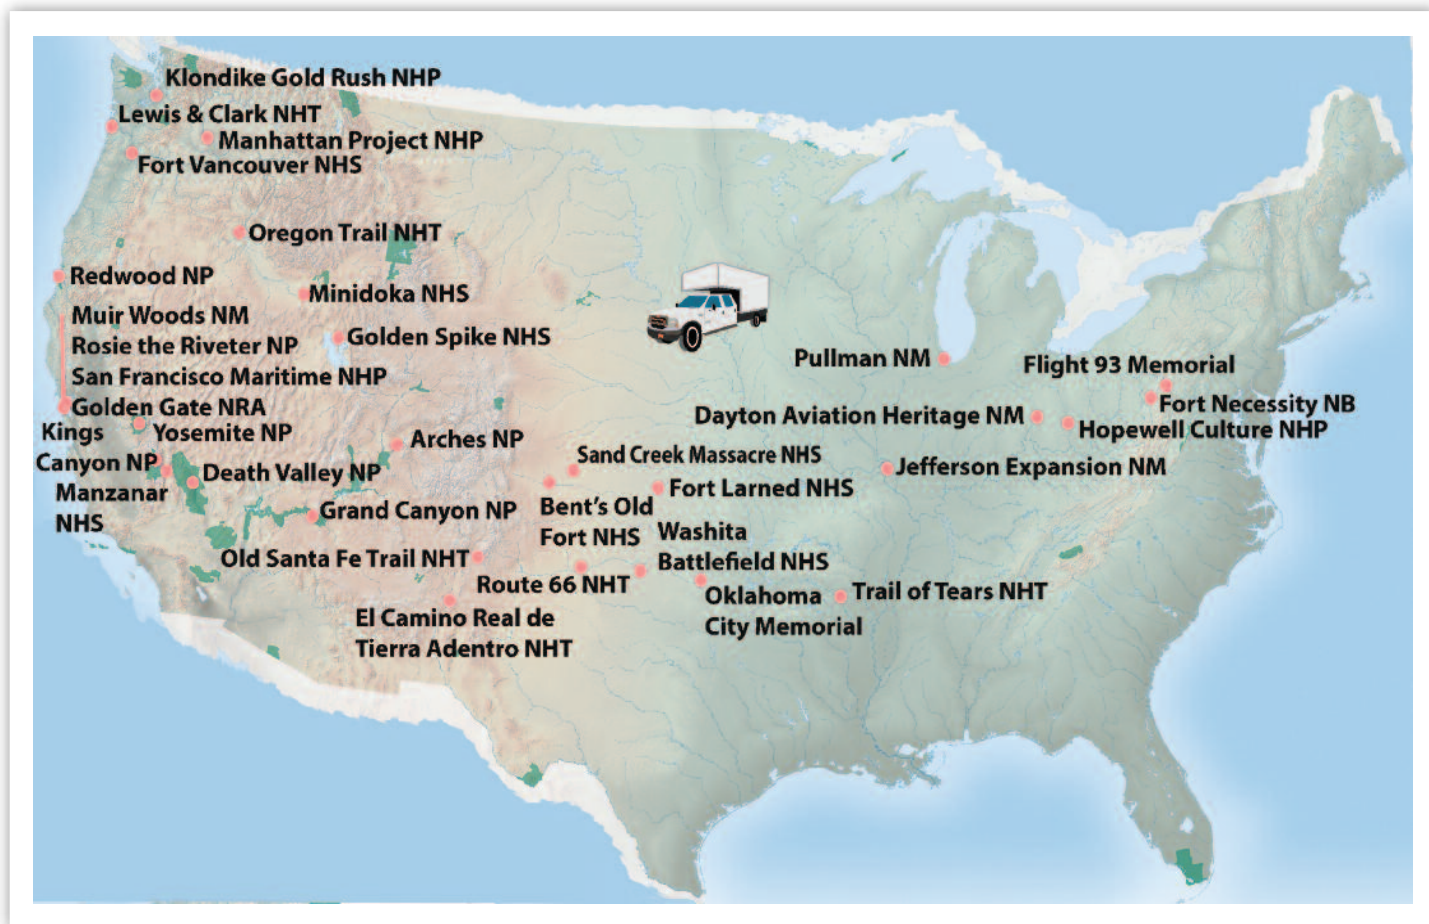 Klondike Gold Rush NHP
Lewis & Clark NHT
Manhattan Project NHP
Fort Vancouver NHS
Oregon Trail NHT
Redwood NP
Minidoka NHS
Muir Woods NM
Rosie the Riveter NP
San Francisco Maritime NHP
Golden Gate NRA
Golden Spike NHS
Kings
Canyon NP
Yosemite NP
Death Valley NP
Manzanar
NHS
Arches NP
Grand Canyon NP
Old Santa Fe Trail NHT
El Camino Real de
Tierra Adentro NHT
Route 66 NHT
Sand Creek Massacre NHS
Bent's Old
Fort NHS
Fort Larned NHS
Washita
Battlefield NHS
Oklahoma
City Memorial
Trail of Tears NHT
Pullman NM
Flight 93 Memorial
Fort Necessity NB
Dayton Aviation Heritage NM
Hopewell Culture NHP
Jefferson Expansion NM